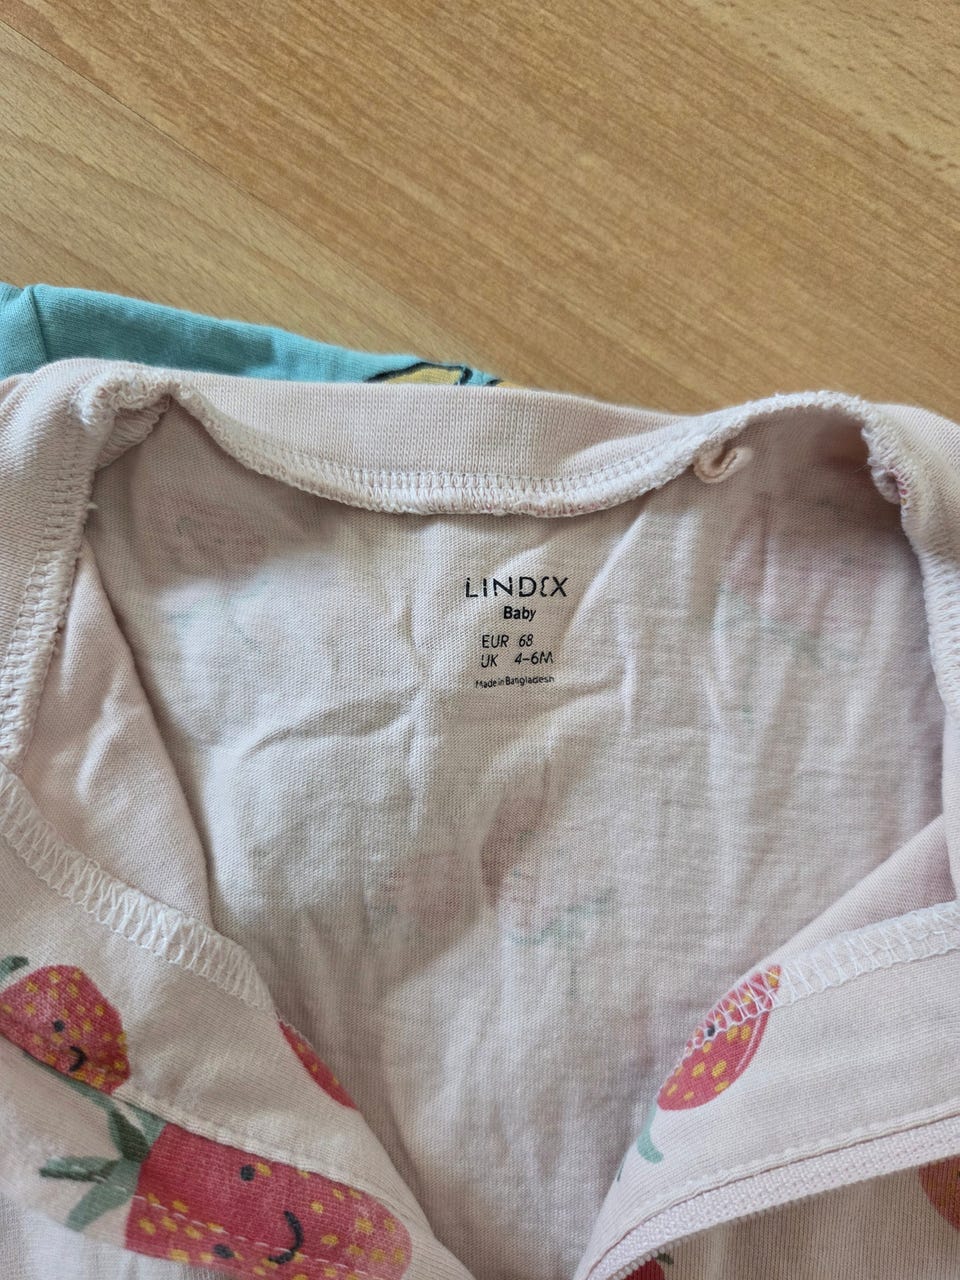 LINDEX
Baby
EUR 68
UK 4-6M
Made in Bangladesh